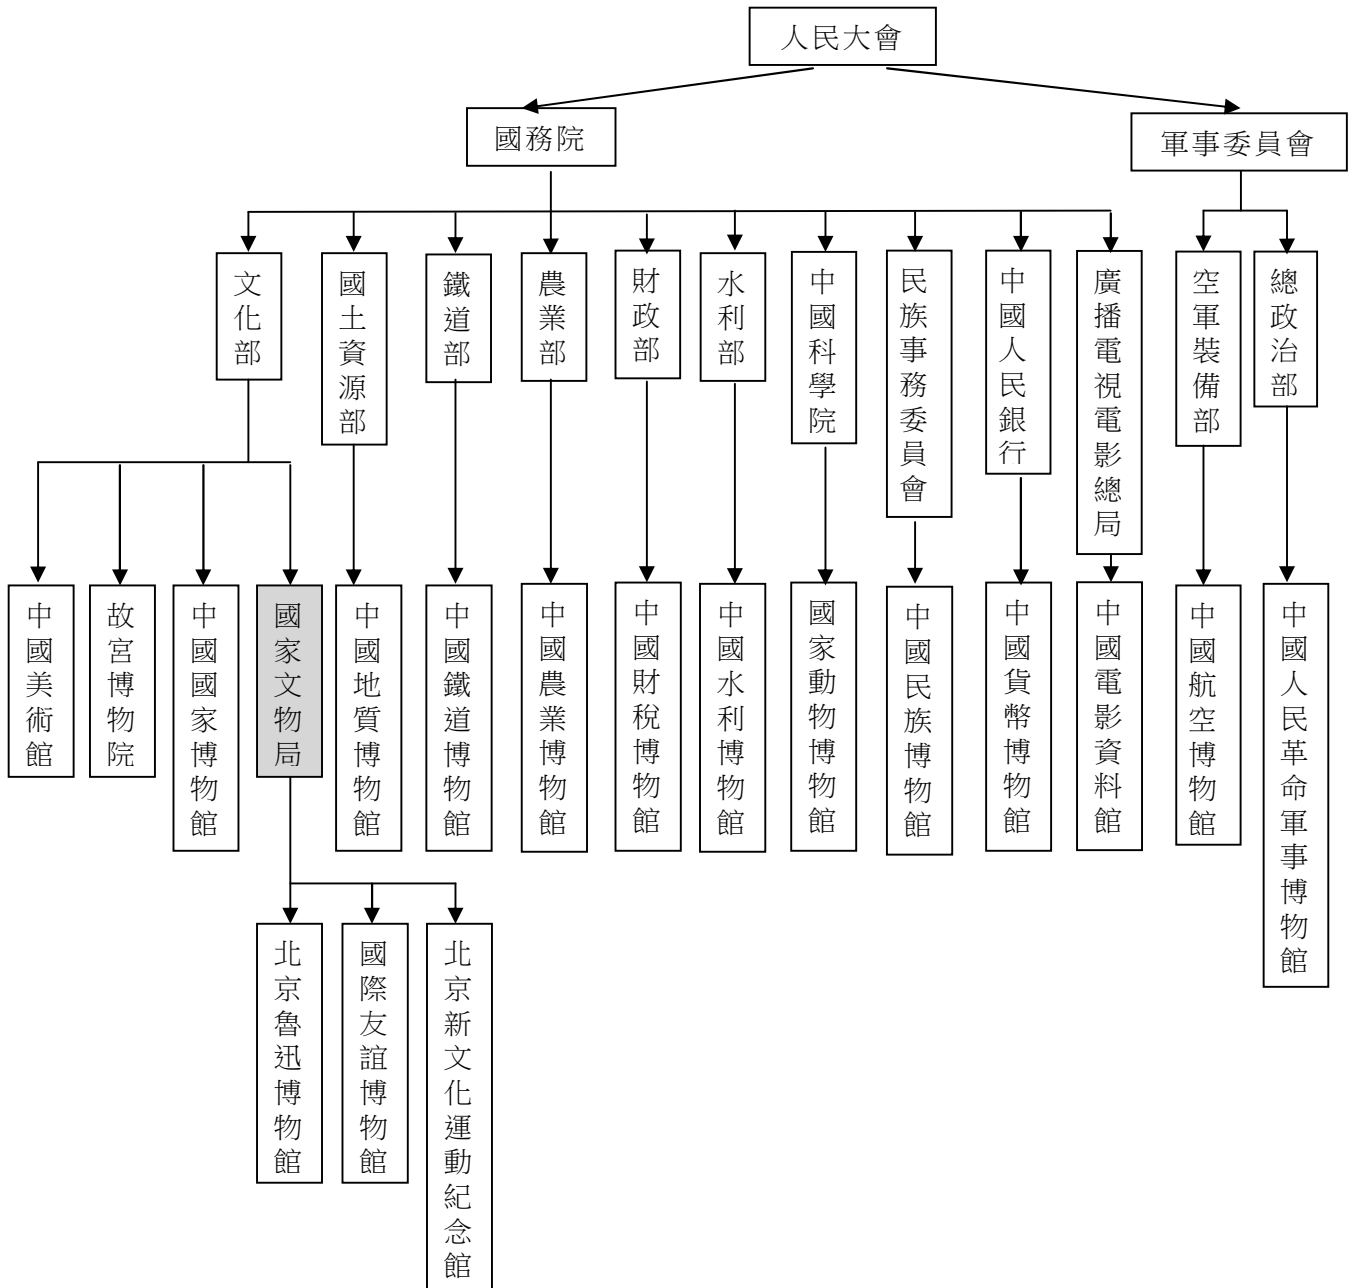 人民大會
國務院
軍事委員會
文化部
國土資源部
鐵道部
農業部
財政部
水利部
中國科學院
民族事務委員會
中國人民銀行
廣播電視電影總局
空軍裝備部
總政治部
中國美術館
故宮博物院
中國國家博物館
國家文物局
中國地質博物館
中國鐵道博物館
中國農業博物館
中國財稅博物館
中國水利博物館
國家動物博物館
中國民族博物館
中國貨幣博物館
中國電影資料館
中國航空博物館
中國人民革命軍事博物館
北京魯迅博物館
國際友誼博物館
北京新文化運動紀念館